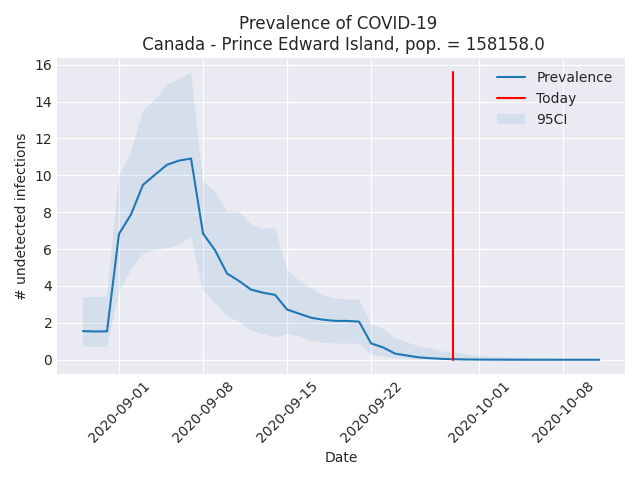 Prevalence of COVID-19
Canada - Prince Edward Island, pop. = 158158.0
# undetected infections
16
14
12
10
8
6
4
2
0
Prevalence
Today
95CI
2020-09-01
2020-09-08
2020-09-15
2020-09-22
2020-10-01
2020-10-08
Date